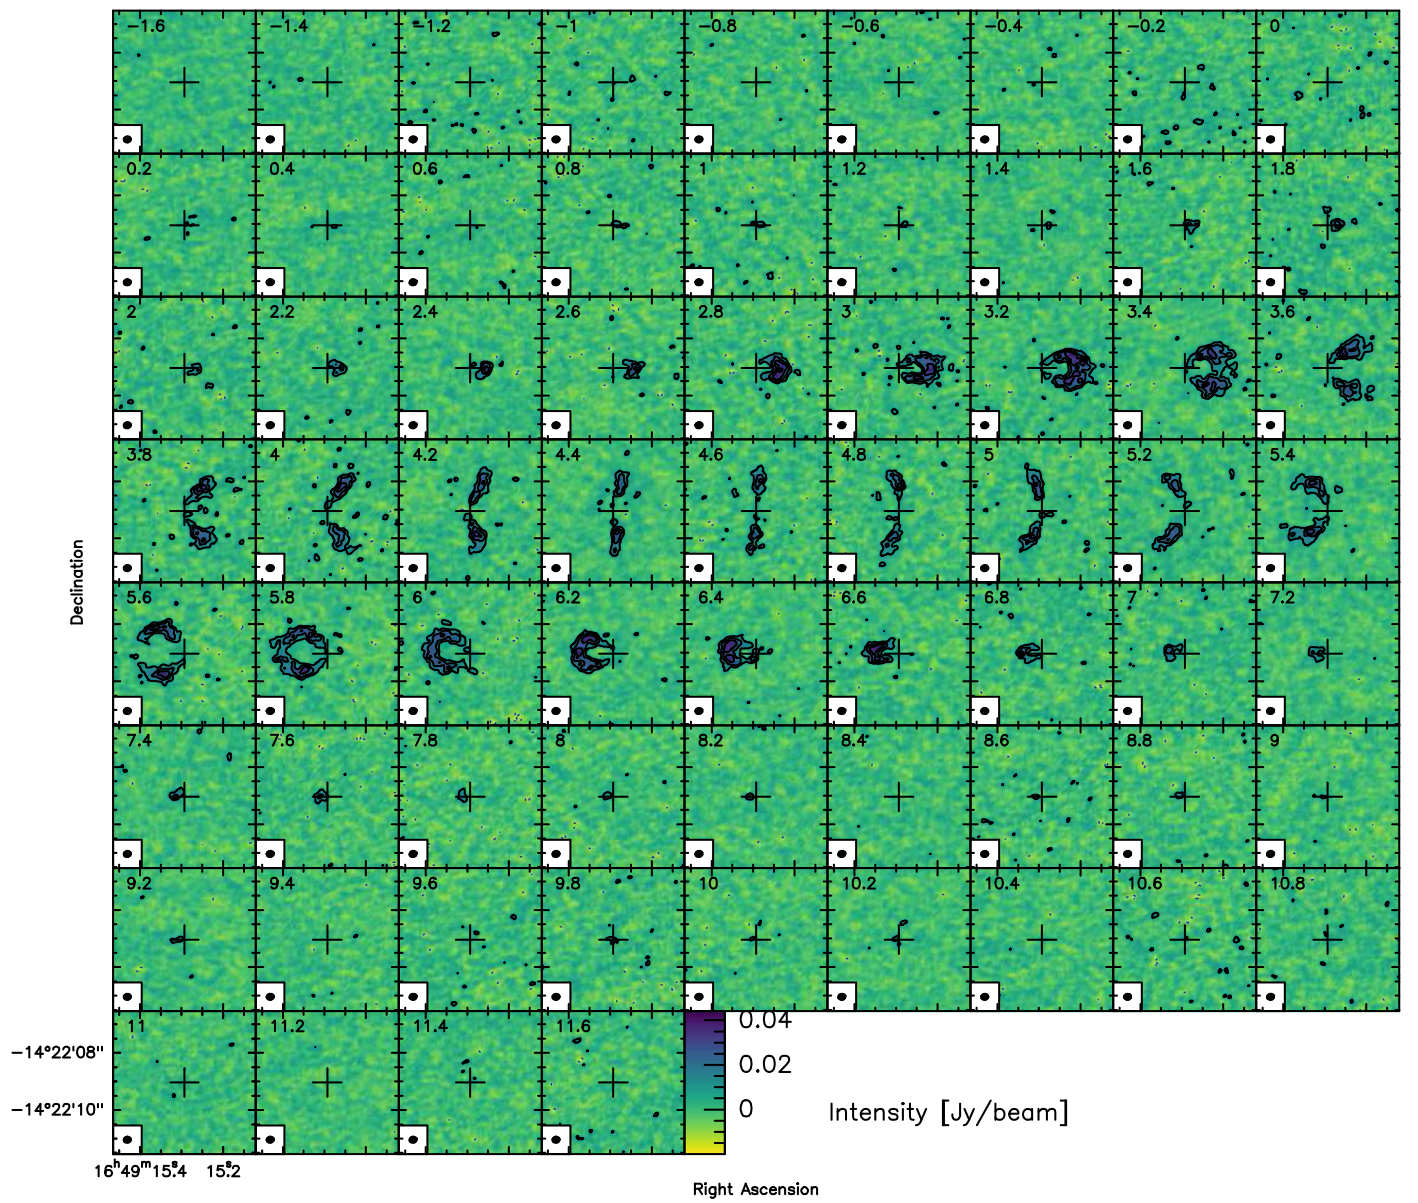 -1.6 -1.4 -1.2 -1 -0.8 -0.6 -0.4 -0.2 0
0.2 0.4 0.6 0.8 1 1.2 1.4 1.6 1.8
2 2.2 2.4 2.6 2.8 3 3.2 3.4 3.6
3.8 4 4.2 4.4 4.6 4.8 5 5.2 5.4
Declination
5.6 5.8 6 6.2 6.4 6.6 6.8 7 7.2
7.4 7.6 7.8 8 8.2 8.4 8.6 8.8 9
9.2 9.4 9.6 9.8 10 10.2 10.4 10.6 10.8
11 11.2 11.4 11.6 0.04
-14°22'08"
0.02
-14°22'10" 0 Intensity [Jy/beam]
16h49m15s.4 15s.2
Right Ascension